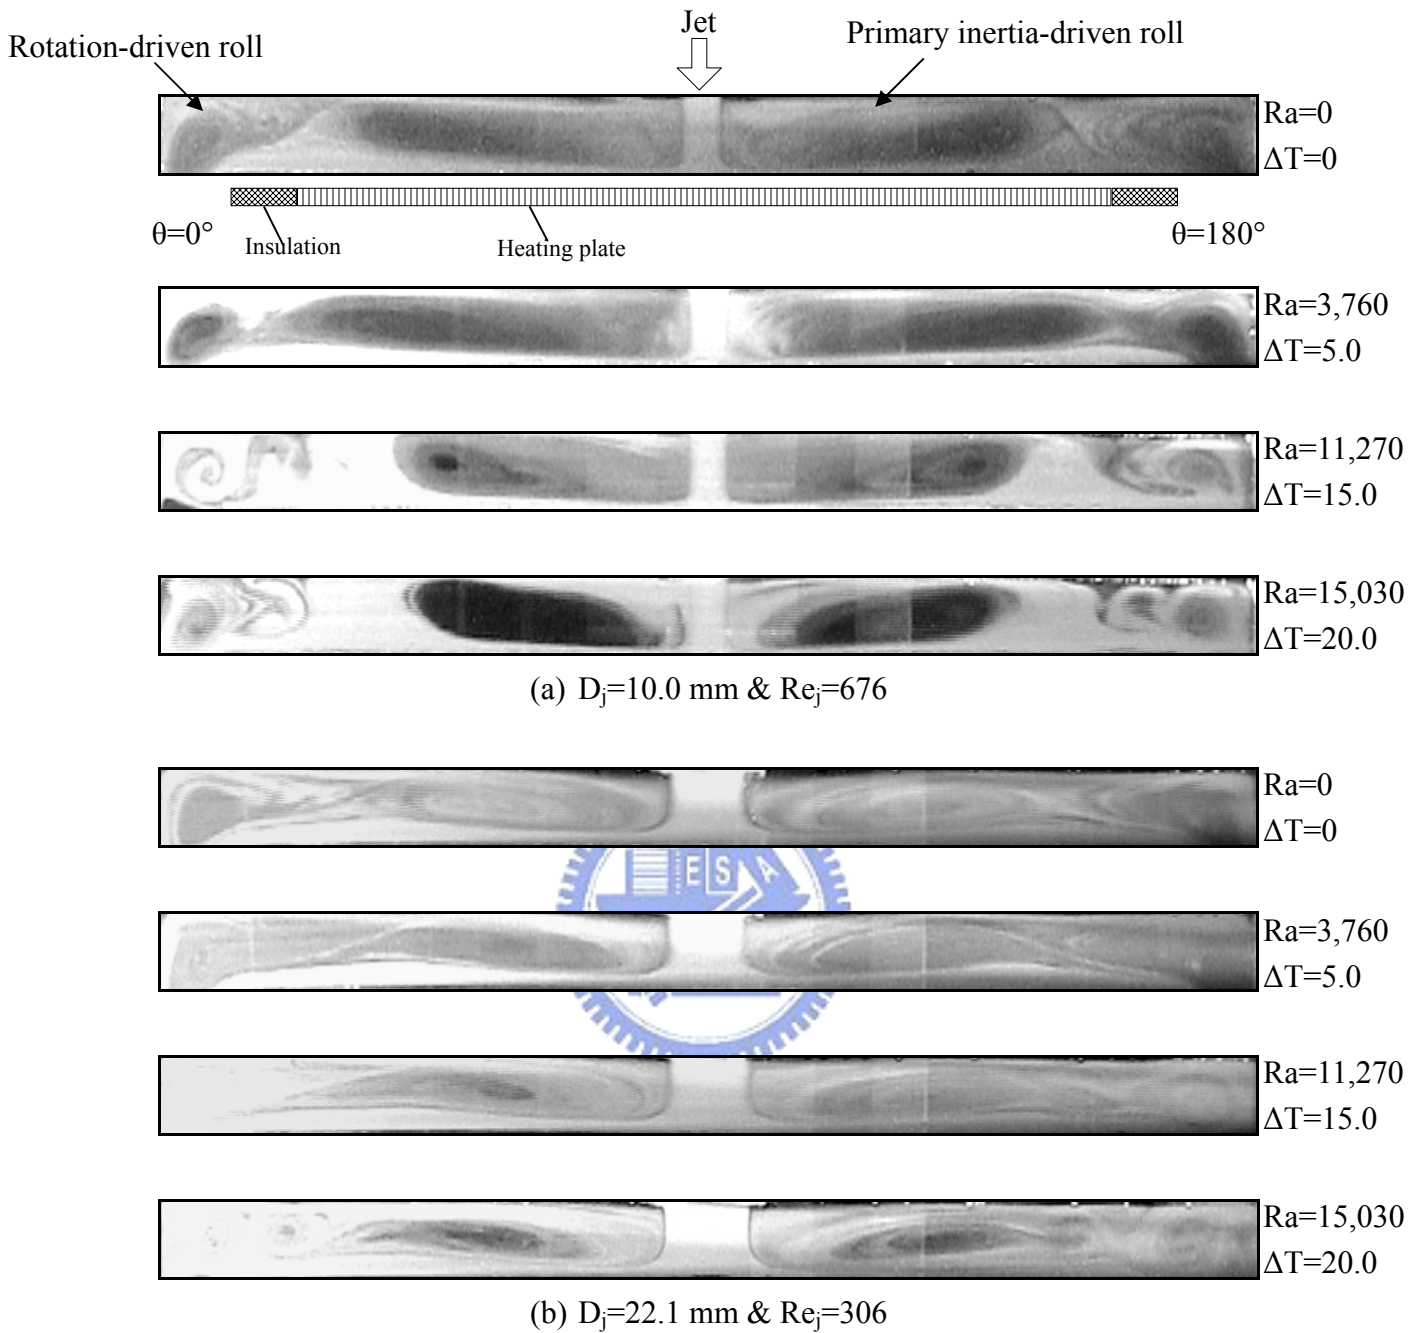 Jet
Rotation-driven roll
Primary inertia-driven roll
Ra=0
ΔT=0
θ=0°
Insulation
Heating plate
θ=180°
Ra=3,760
ΔT=5.0
Ra=11,270
ΔT=15.0
Ra=15,030
ΔT=20.0
(a) Dj=10.0 mm & Rej=676
Ra=0
ΔT=0
E S A
Ra=3,760
ΔT=5.0
Ra=11,270
ΔT=15.0
Ra=15,030
ΔT=20.0
(b) Dj=22.1 mm & Rej=306